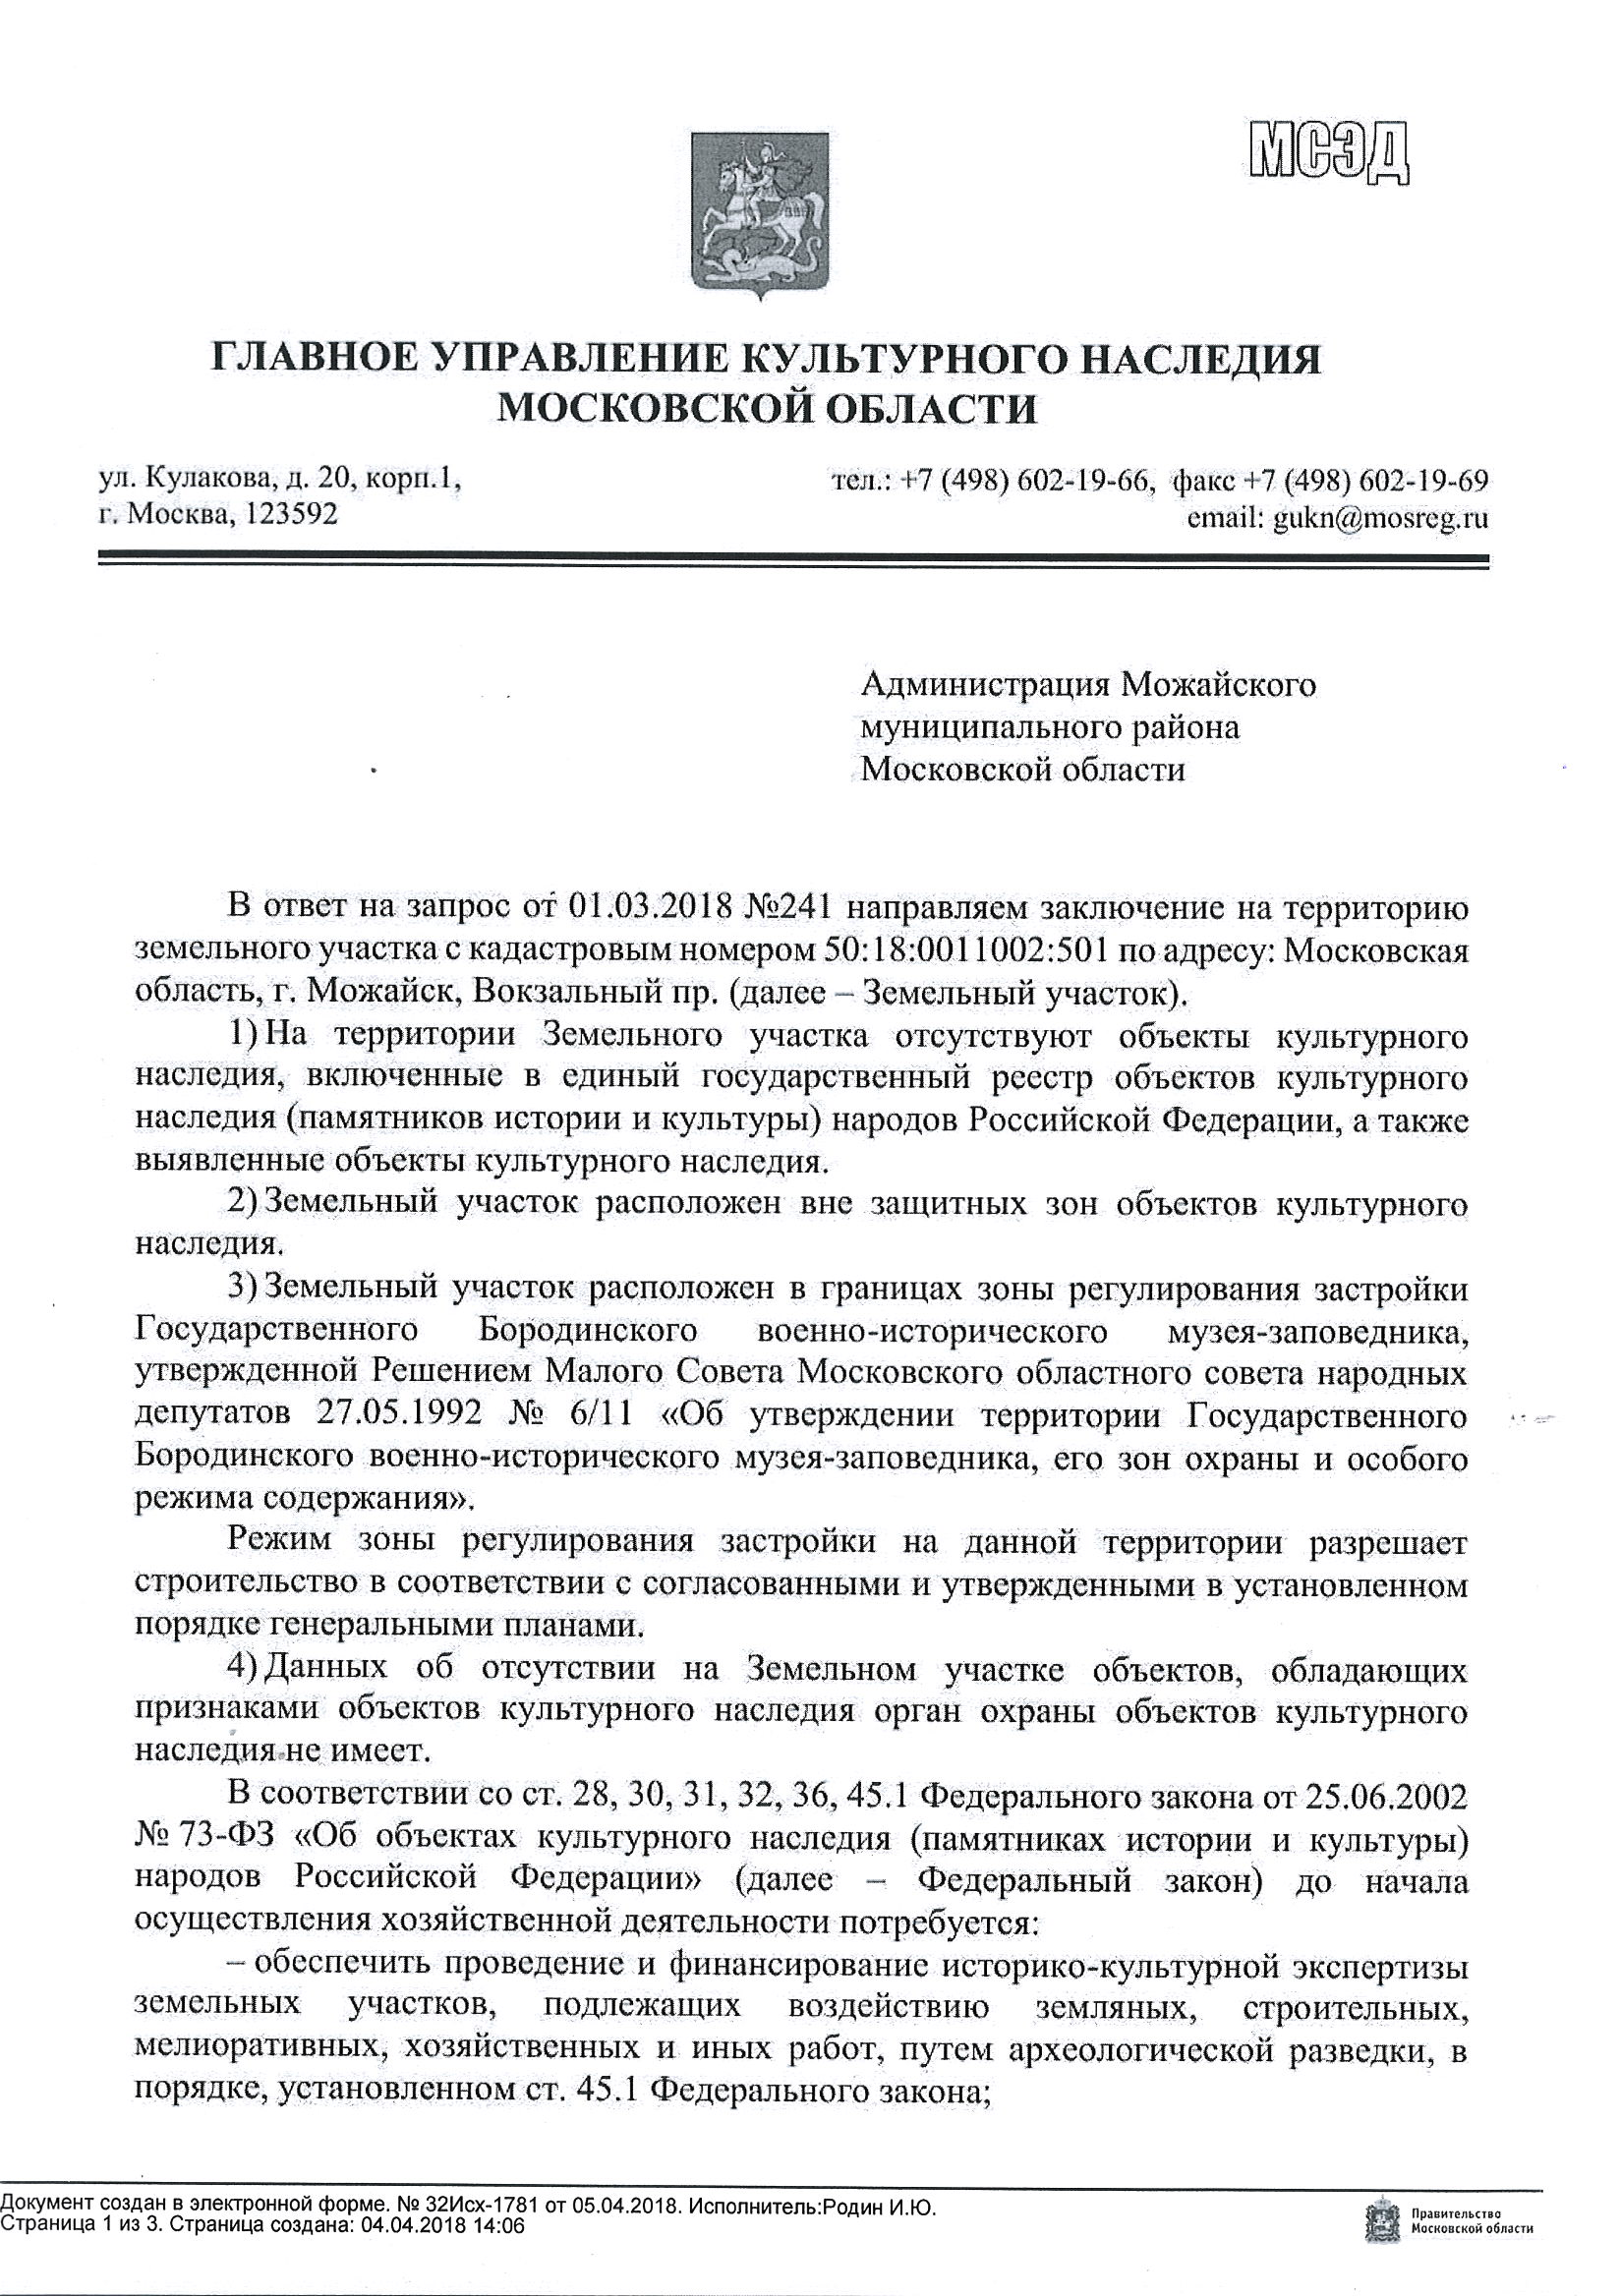 МСЭД
ГЛАВНОЕ УПРАВЛЕНИЕ КУЛЬТУРНОГО НАСЛЕДИЯ
МОСКОВСКОЙ ОБЛАСТИ
ул. Кулакова, д. 20, корп.1,
г. Москва, 123592
тел.: +7 (498) 602-19-66, факс +7 (498) 602-19-69
email: gukn@mosreg.ru
Администрация Можайского
муниципального района
Московской области
В ответ на запрос от 01.03.2018 №241 направляем заключение на территорию
земельного участка с кадастровым номером 50:18:0011002:501 по адресу: Московская
область, г. Можайск, Вокзальный пр. (далее – Земельный участок).
1) На территории Земельного участка отсутствуют объекты культурного
наследия, включенные в единый государственный реестр объектов культурного
наследия (памятников истории и культуры) народов Российской Федерации, а также
выявленные объекты культурного наследия.
2) Земельный участок расположен вне защитных зон объектов культурного
наследия.
3) Земельный участок расположен в границах зоны регулирования застройки
Государственного Бородинского военно-исторического музея-заповедника,
утвержденной Решением Малого Совета Московского областного совета народных
депутатов 27.05.1992 № 6/11 «Об утверждении территории Государственного
Бородинского военно-исторического музея-заповедника, его зон охраны и особого
режима содержания».
Режим зоны регулирования застройки на данной территории разрешает
строительство в соответствии с согласованными и утвержденными в установленном
порядке генеральными планами.
4) Данных об отсутствии на Земельном участке объектов, обладающих
признаками объектов культурного наследия орган охраны объектов культурного
наследия не имеет.
В соответствии со ст. 28, 30, 31, 32, 36, 45.1 Федерального закона от 25.06.2002
№ 73-ФЗ «Об объектах культурного наследия (памятниках истории и культуры)
народов Российской Федерации» (далее – Федеральный закон) до начала
осуществления хозяйственной деятельности потребуется:
– обеспечить проведение и финансирование историко-культурной экспертизы
земельных участков, подлежащих воздействию земляных, строительных,
мелиоративных, хозяйственных и иных работ, путем археологической разведки, в
порядке, установленном ст. 45.1 Федерального закона;
Документ создан в электронной форме. № 32Исх-1781 от 05.04.2018. Исполнитель:Родин И.Ю.
Страница 1 из 3. Страница создана: 04.04.2018 14:06
Правительство
Московской области